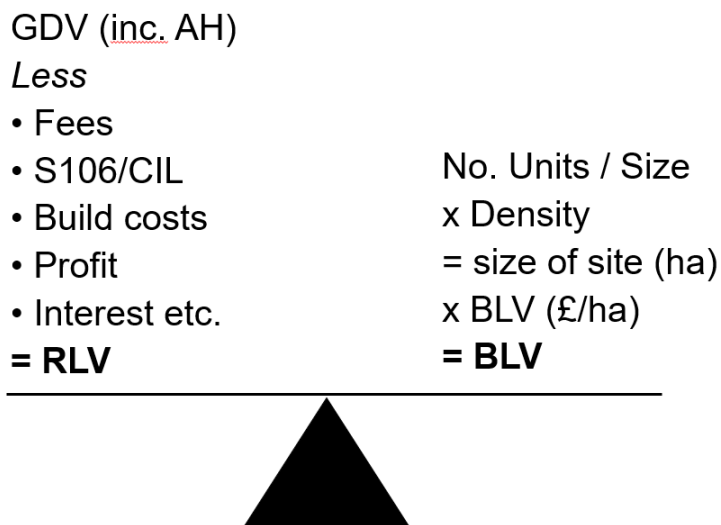 GDV (inc. AH)
Less
• Fees
• S106/CIL
• Build costs
• Profit
• Interest etc.
= RLV
No. Units / Size
x Density
= size of site (ha)
x BLV (£/ha)
= BLV